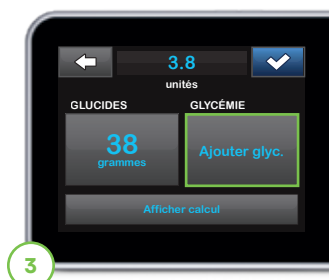 3.8
unités
GLUCIDES
GLYCÉMIE
38
grammes
Ajouter glyc.
Afficher calcul
3